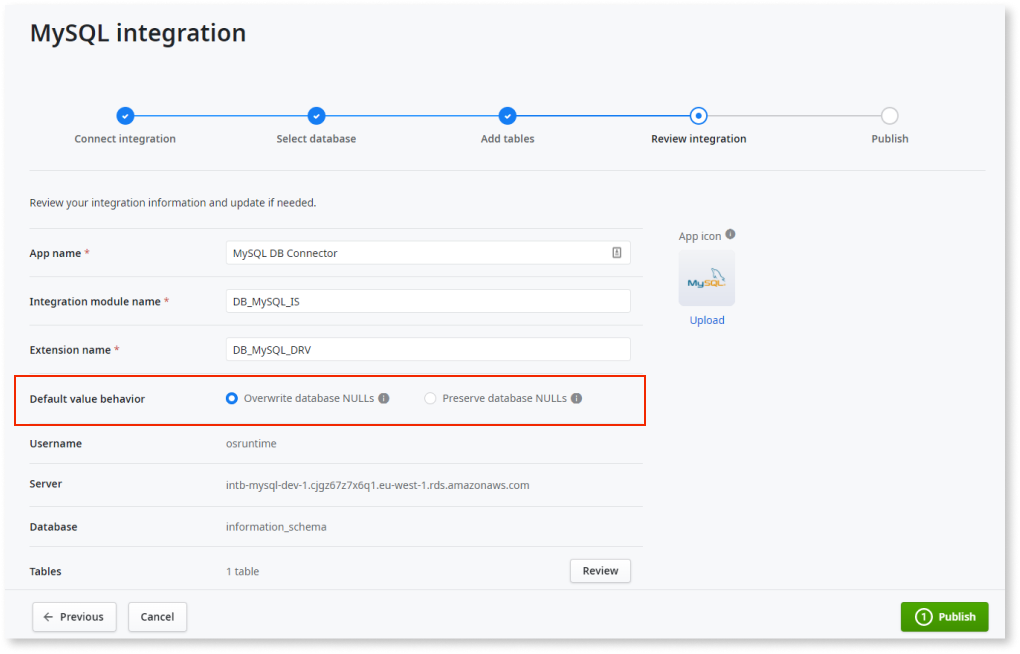 MySQL integration
Connect integration Select database Add tables Review integration Publish
Review your integration information and update if needed.
App name * MySQL DB Connector
App icon
MySQL
Upload
Integration module name * DB_MySQL_IS
Extension name * DB_MySQL_DRV
Default value behavior Overwrite database NULLs Preserve database NULLs
Username osruntime
Server intb-mysql-dev-1.cjgz67z7x6q1.eu-west-1.rds.amazonaws.com
Database information_schema
Tables 1 table Review
Previous Cancel 1 Publish